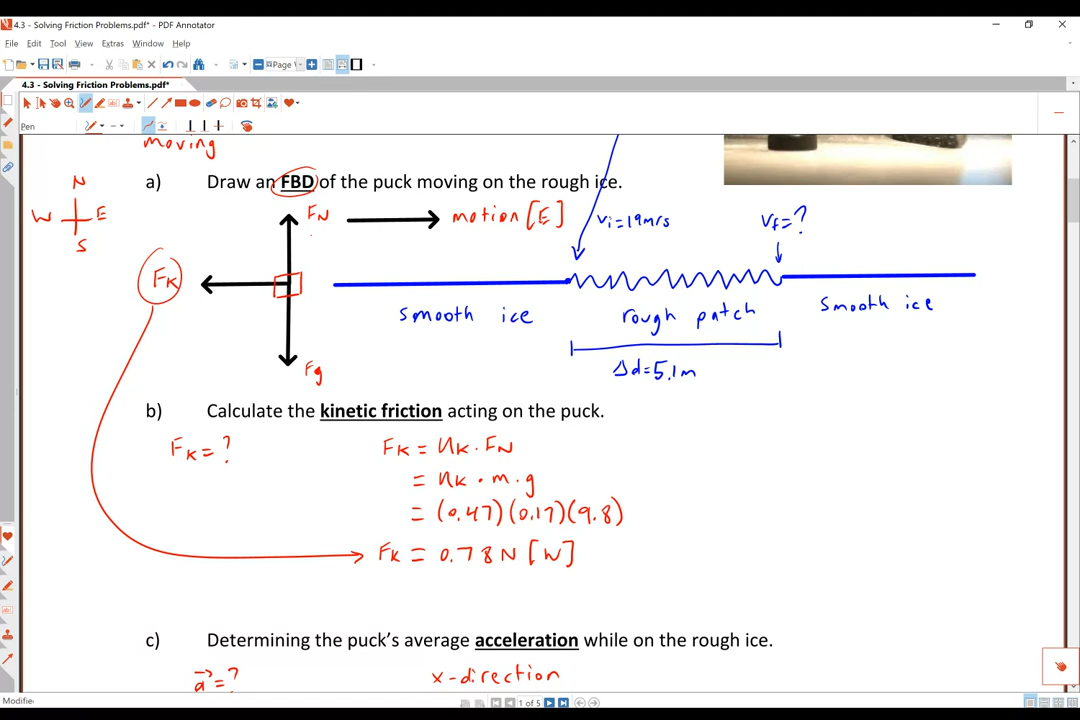 4.3 - Solving Friction Problems.pdf* - PDF Annotator
File Edit Tool View Extras Window Help
Page
4.3 - Solving Friction Problems.pdf*
Pen
moving
a) Draw an FBD of the puck moving on the rough ice.
N
W E
S
FN
motion [E]
vi=19m/s
vf=?
FK
smooth ice
rough patch
smooth ice
Δd=5.1m
Fg
b) Calculate the kinetic friction acting on the puck.
FK=?
FK = μK · FN
= μK · m · g
= (0.47)(0.17)(9.8)
FK = 0.78 N [W]
c) Determining the puck's average acceleration while on the rough ice.
a = ?
x-direction
Modified
1 of 5